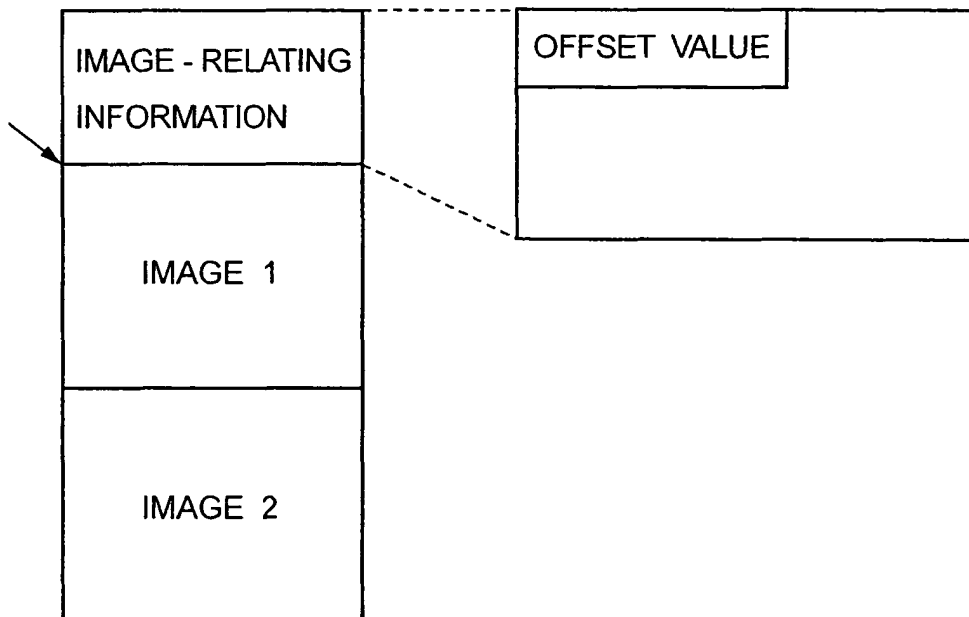 IMAGE - RELATING
INFORMATION
OFFSET VALUE
IMAGE 1
IMAGE 2